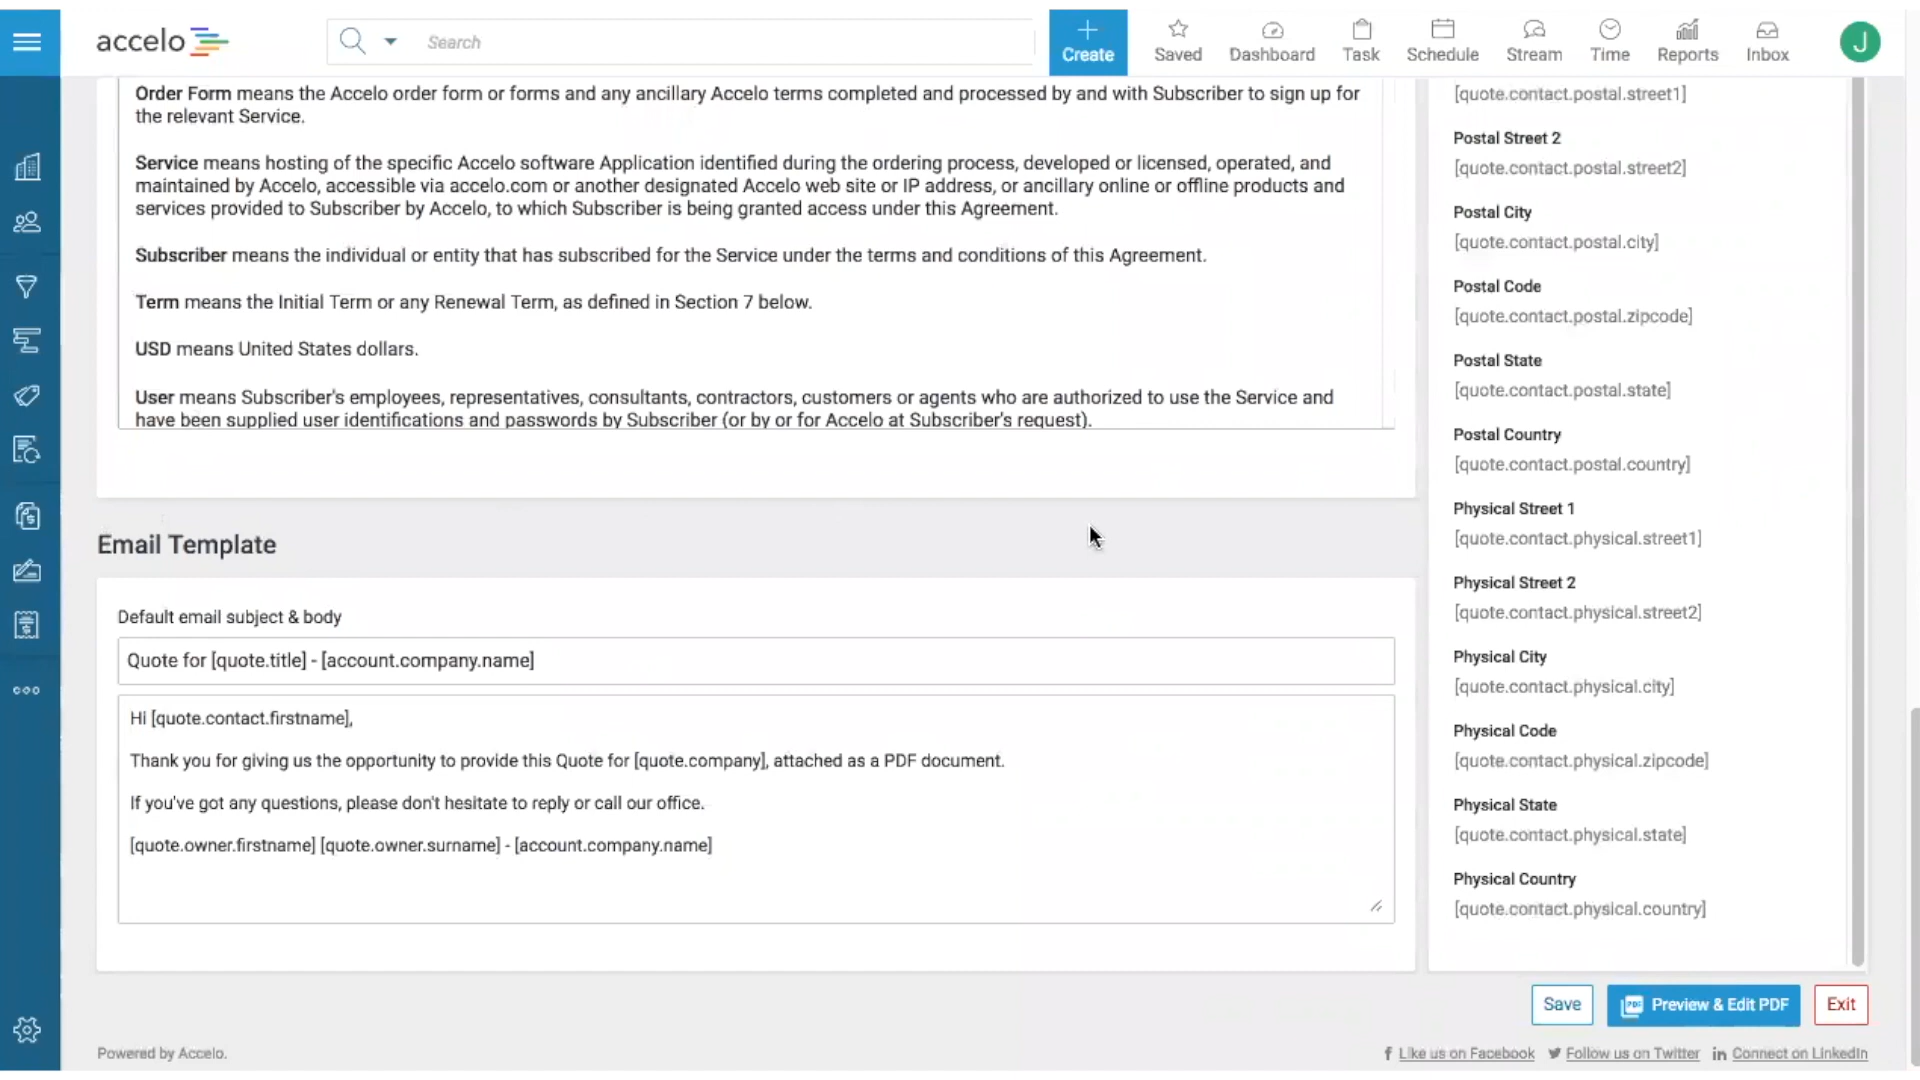 accelo
Search
Create
Saved
Dashboard
Task
Schedule
Stream
Time
Reports
Inbox
J
Order Form means the Accelo order form or forms and any ancillary Accelo terms completed and processed by and with Subscriber to sign up for
the relevant Service.
Service means hosting of the specific Accelo software Application identified during the ordering process, developed or licensed, operated, and
maintained by Accelo, accessible via accelo.com or another designated Accelo web site or IP address, or ancillary online or offline products and
services provided to Subscriber by Accelo, to which Subscriber is being granted access under this Agreement.
Subscriber means the individual or entity that has subscribed for the Service under the terms and conditions of this Agreement.
Term means the Initial Term or any Renewal Term, as defined in Section 7 below.
USD means United States dollars.
User means Subscriber's employees, representatives, consultants, contractors, customers or agents who are authorized to use the Service and
have been supplied user identifications and passwords by Subscriber (or by or for Accelo at Subscriber's request).
Email Template
Default email subject & body
Quote for [quote.title] - [account.company.name]
Hi [quote.contact.firstname],
Thank you for giving us the opportunity to provide this Quote for [quote.company], attached as a PDF document.
If you've got any questions, please don't hesitate to reply or call our office.
[quote.owner.firstname] [quote.owner.surname] - [account.company.name]
[quote.contact.postal.street1]
Postal Street 2
[quote.contact.postal.street2]
Postal City
[quote.contact.postal.city]
Postal Code
[quote.contact.postal.zipcode]
Postal State
[quote.contact.postal.state]
Postal Country
[quote.contact.postal.country]
Physical Street 1
[quote.contact.physical.street1]
Physical Street 2
[quote.contact.physical.street2]
Physical City
[quote.contact.physical.city]
Physical Code
[quote.contact.physical.zipcode]
Physical State
[quote.contact.physical.state]
Physical Country
[quote.contact.physical.country]
Save
PDF Preview & Edit PDF
Exit
Powered by Accelo.
Like us on Facebook
Follow us on Twitter
in Connect on LinkedIn